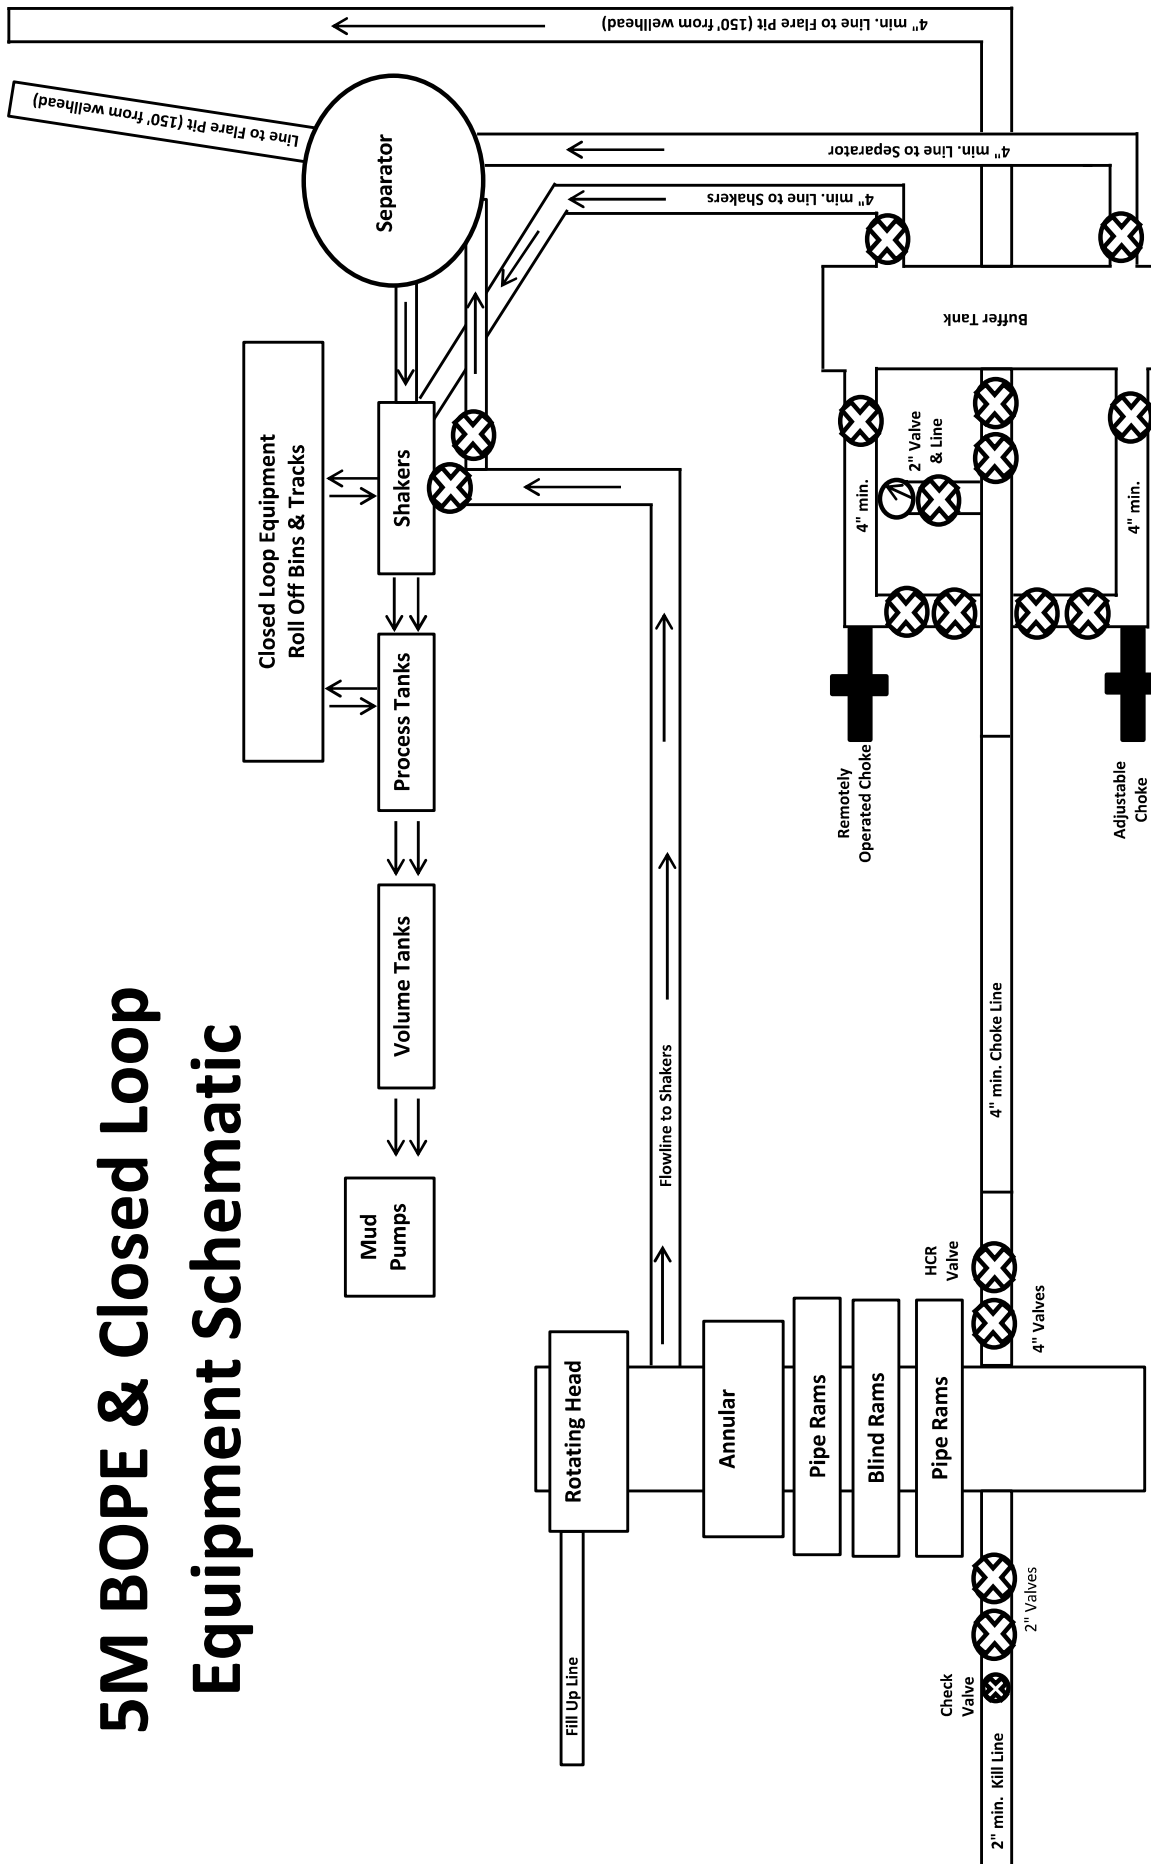 5M BOPE & Closed Loop
Equipment Schematic
Closed Loop Equipment
Roll Off Bins & Tracks
Mud
Pumps
Volume Tanks
Process Tanks
Shakers
Separator
Line to Flare Pit (150' from wellhead)
4" min. Line to Flare Pit (150' from wellhead)
4" min. Line to Separator
4" min. Line to Shakers
Fill Up Line
Rotating Head
Flowline to Shakers
Annular
Pipe Rams
Blind Rams
Pipe Rams
Remotely
Operated Choke
4" min.
2" Valve
& Line
Buffer Tank
Check
Valve
HCR
Valve
2" min. Kill Line
4" min. Choke Line
2" Valves
4" Valves
Adjustable
Choke
4" min.